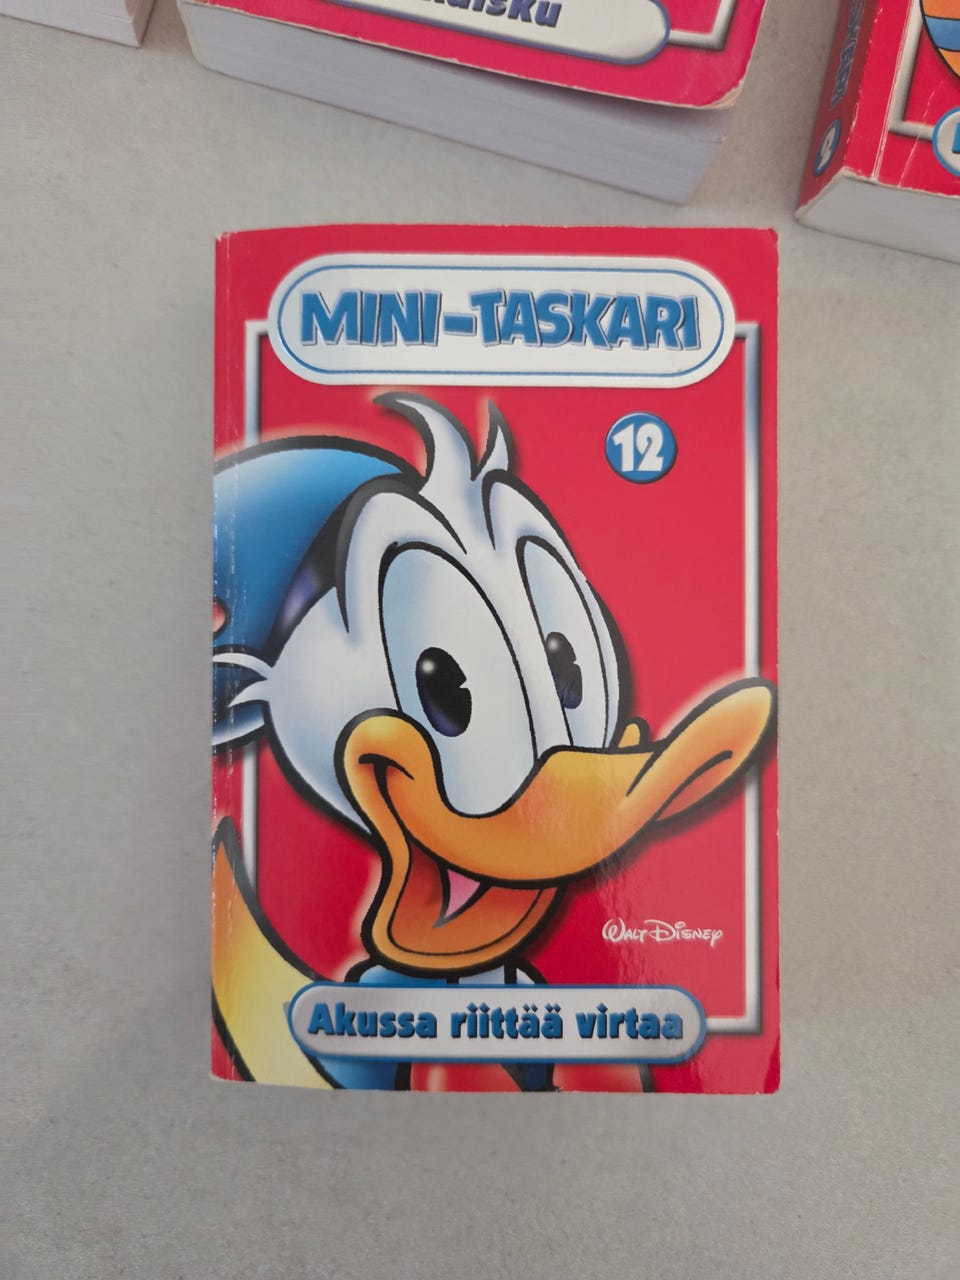 MINI-TASKARI
12
WALT DISNEY
Akussa riittää virtaa